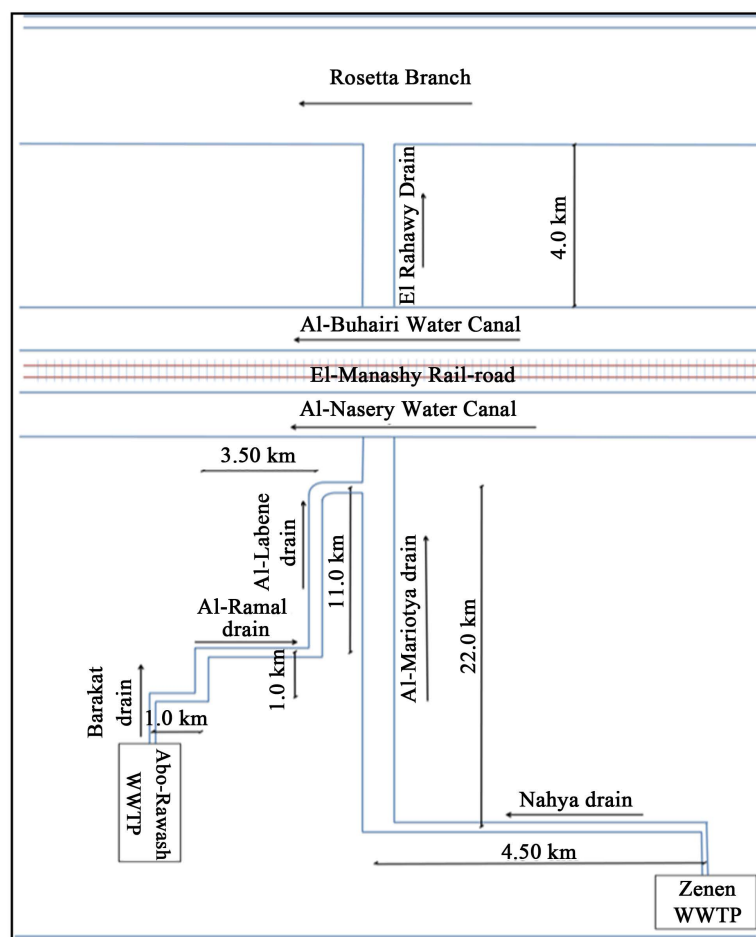 Rosetta Branch
El Rahawy Drain
4.0 km
Al-Buhairi Water Canal
El-Manashy Rail-road
Al-Nasery Water Canal
3.50 km
Al-Labene
drain
11.0 km
Al-Mariotya drain
22.0 km
Al-Ramal
drain
1.0 km
Barakat
drain
1.0 km
Abo-Rawash
WWTP
Nahya drain
4.50 km
Zenen
WWTP